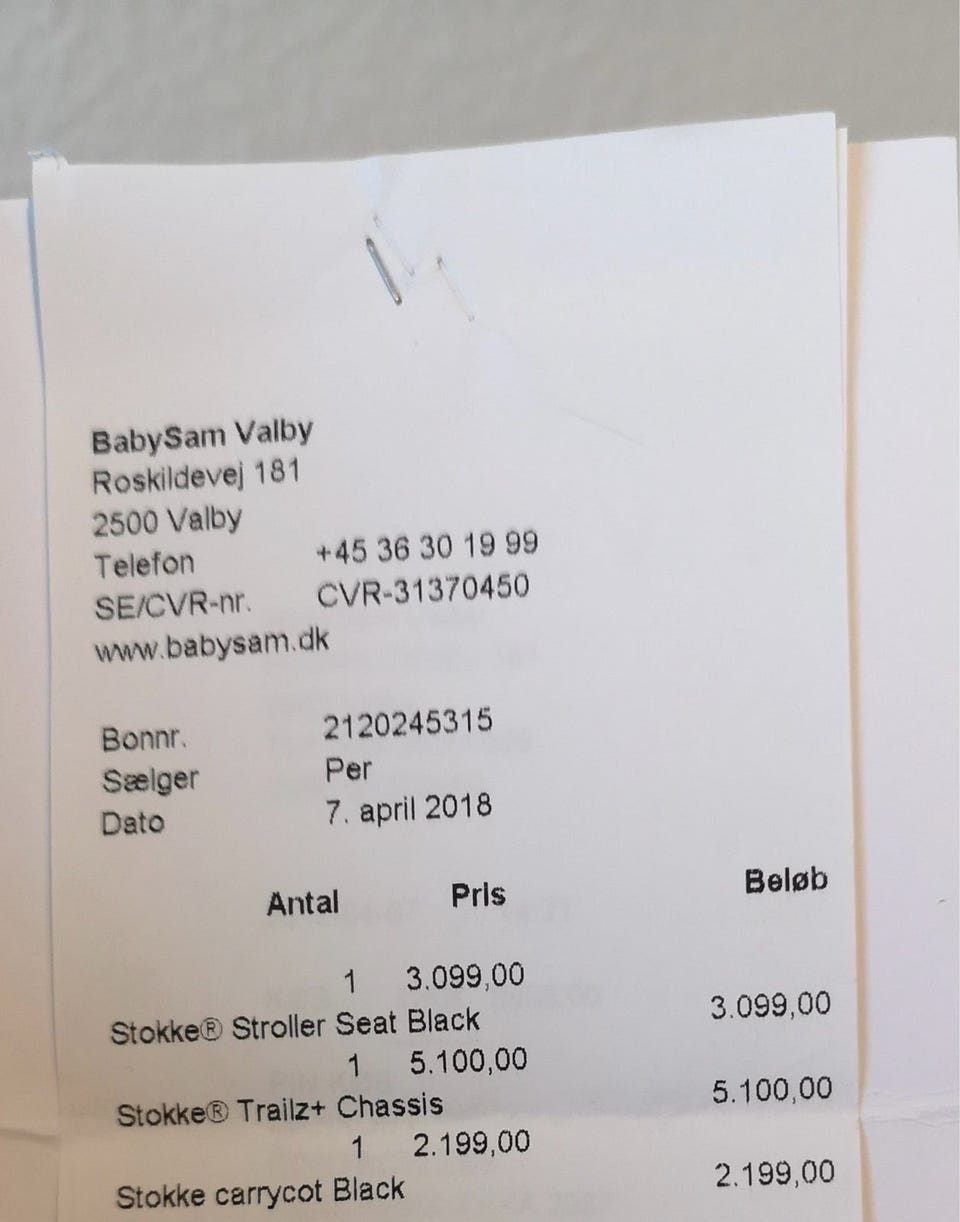 BabySam Valby
Roskildevej 181
2500 Valby
Telefon +45 36 30 19 99
SE/CVR-nr. CVR-31370450
www.babysam.dk
Bonnr. 2120245315
Sælger Per
Dato 7. april 2018
Antal Pris Beløb
1 3.099,00
Stokke® Stroller Seat Black 3.099,00
1 5.100,00
Stokke® Trailz+ Chassis 5.100,00
1 2.199,00
Stokke carrycot Black 2.199,00